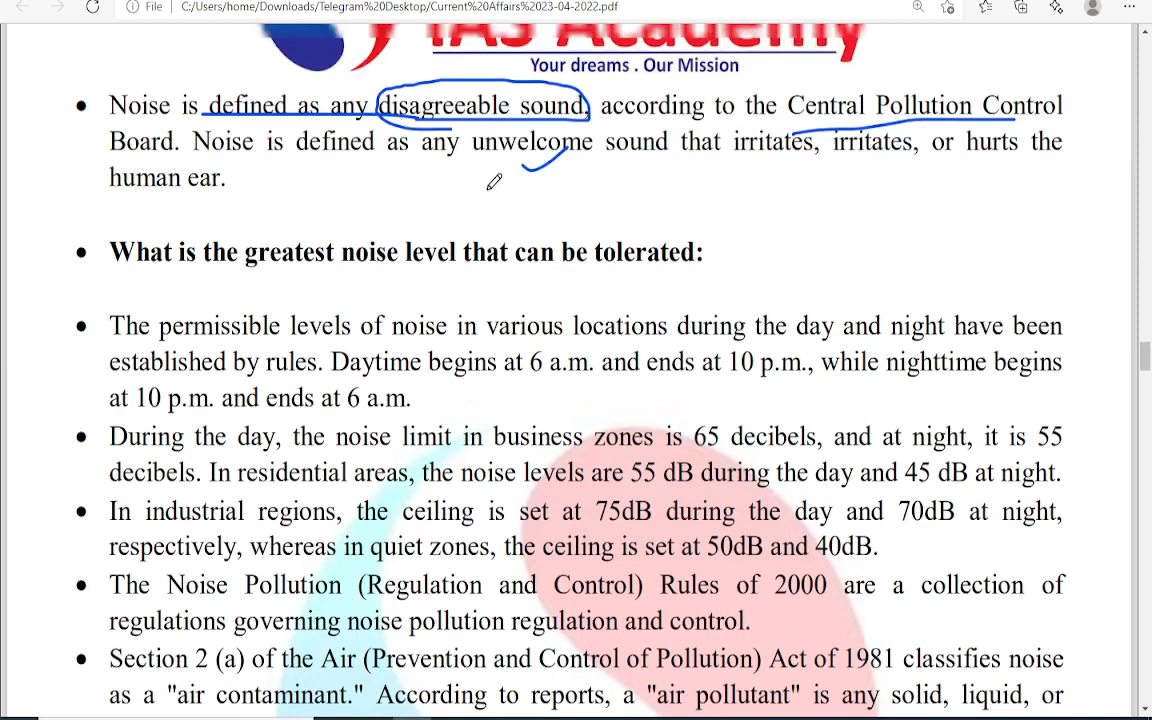 File | C:/Users/home/Downloads/Telegram%20Desktop/Current%20Affairs%2023-04-2022.pdf
IAS Academy
Your dreams . Our Mission
• Noise is defined as any disagreeable sound, according to the Central Pollution Control
Board. Noise is defined as any unwelcome sound that irritates, irritates, or hurts the
human ear.
• What is the greatest noise level that can be tolerated:
• The permissible levels of noise in various locations during the day and night have been
established by rules. Daytime begins at 6 a.m. and ends at 10 p.m., while nighttime begins
at 10 p.m. and ends at 6 a.m.
• During the day, the noise limit in business zones is 65 decibels, and at night, it is 55
decibels. In residential areas, the noise levels are 55 dB during the day and 45 dB at night.
• In industrial regions, the ceiling is set at 75dB during the day and 70dB at night,
respectively, whereas in quiet zones, the ceiling is set at 50dB and 40dB.
• The Noise Pollution (Regulation and Control) Rules of 2000 are a collection of
regulations governing noise pollution regulation and control.
• Section 2 (a) of the Air (Prevention and Control of Pollution) Act of 1981 classifies noise
as a "air contaminant." According to reports, a "air pollutant" is any solid, liquid, or